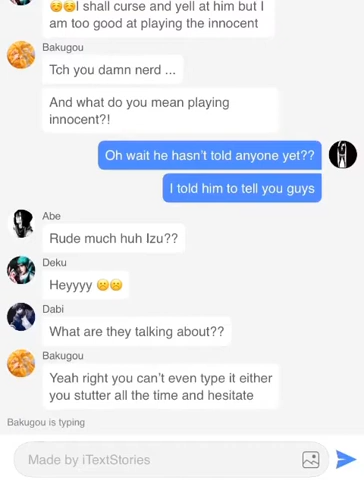 😌😌I shall curse and yell at him but I
am too good at playing the innocent
Bakugou
Tch you damn nerd ...
And what do you mean playing
innocent?!
Oh wait he hasn't told anyone yet??
I told him to tell you guys
Abe
Rude much huh Izu??
Deku
Heyyyy 🤫🤫
Dabi
What are they talking about??
Bakugou
Yeah right you can't even type it either
you stutter all the time and hesitate
Bakugou is typing
Made by iTextStories